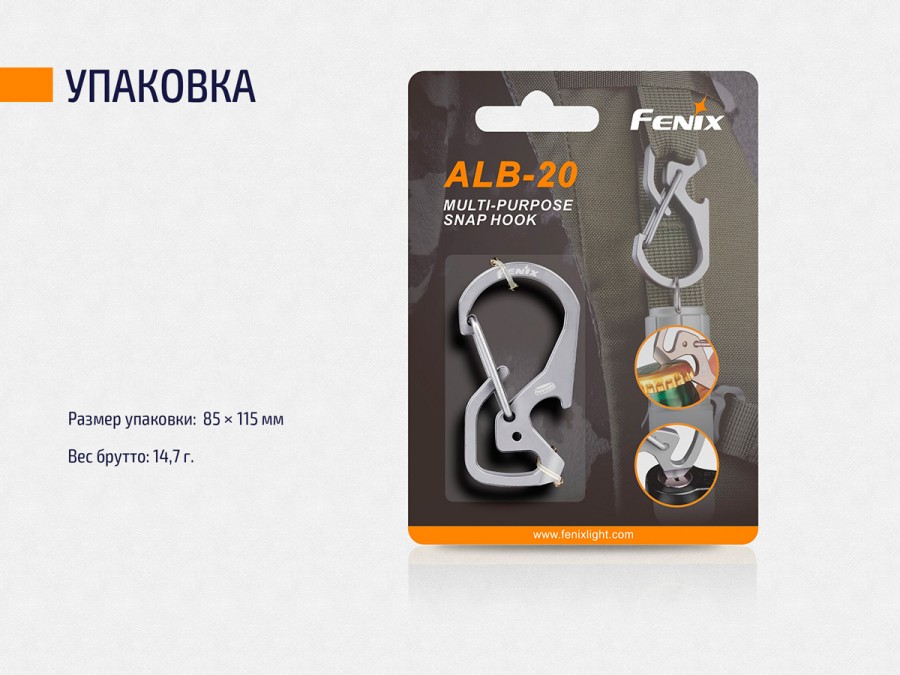 УПАКОВКА
FENIX
ALB-20
MULTI-PURPOSE
SNAP HOOK
FENIX
Размер упаковки: 85 × 115 мм
Вес брутто: 14,7 г.
www.fenixlight.com